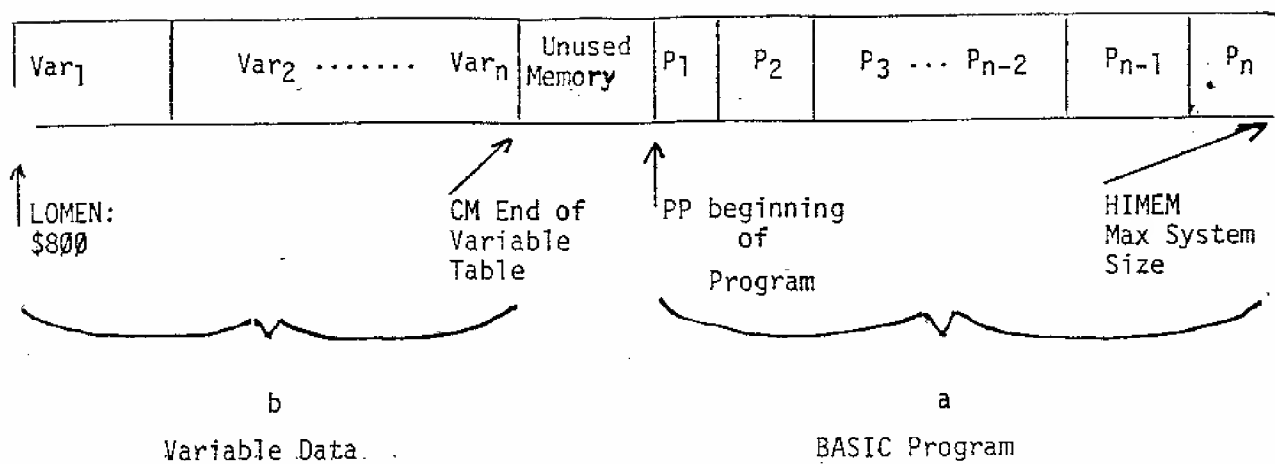 Var1 Var2 ....... Varn Unused Memory P1 P2 P3 ... Pn-2 Pn-1 Pn
LOMEN:
$8ØØ
CM End of
Variable
Table
PP beginning
of
Program
HIMEM
Max System
Size
b
Variable Data
a
BASIC Program